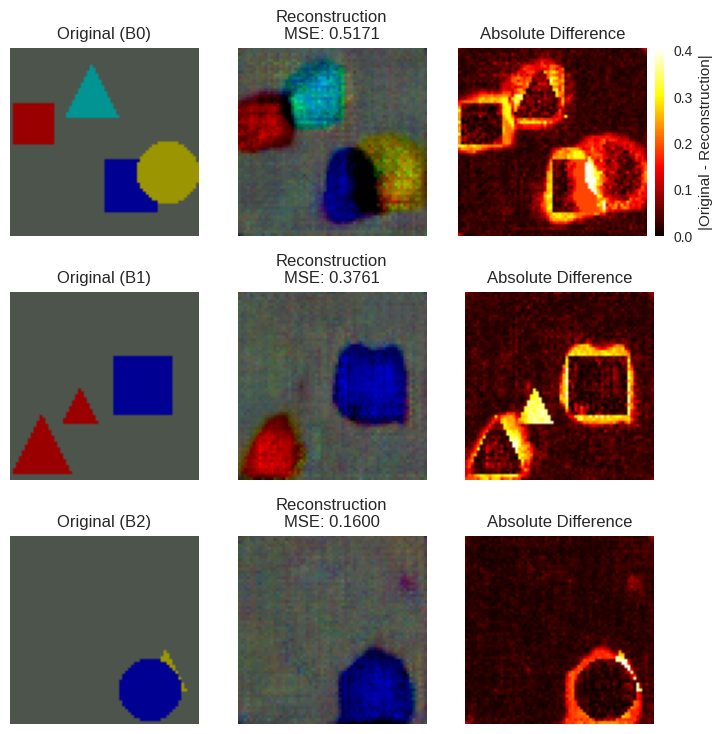 Original (B0)
Reconstruction
MSE: 0.5171
Absolute Difference
0.4
0.3
0.2
0.1
0.0
|Original - Reconstruction|
Original (B1)
Reconstruction
MSE: 0.3761
Absolute Difference
Original (B2)
Reconstruction
MSE: 0.1600
Absolute Difference